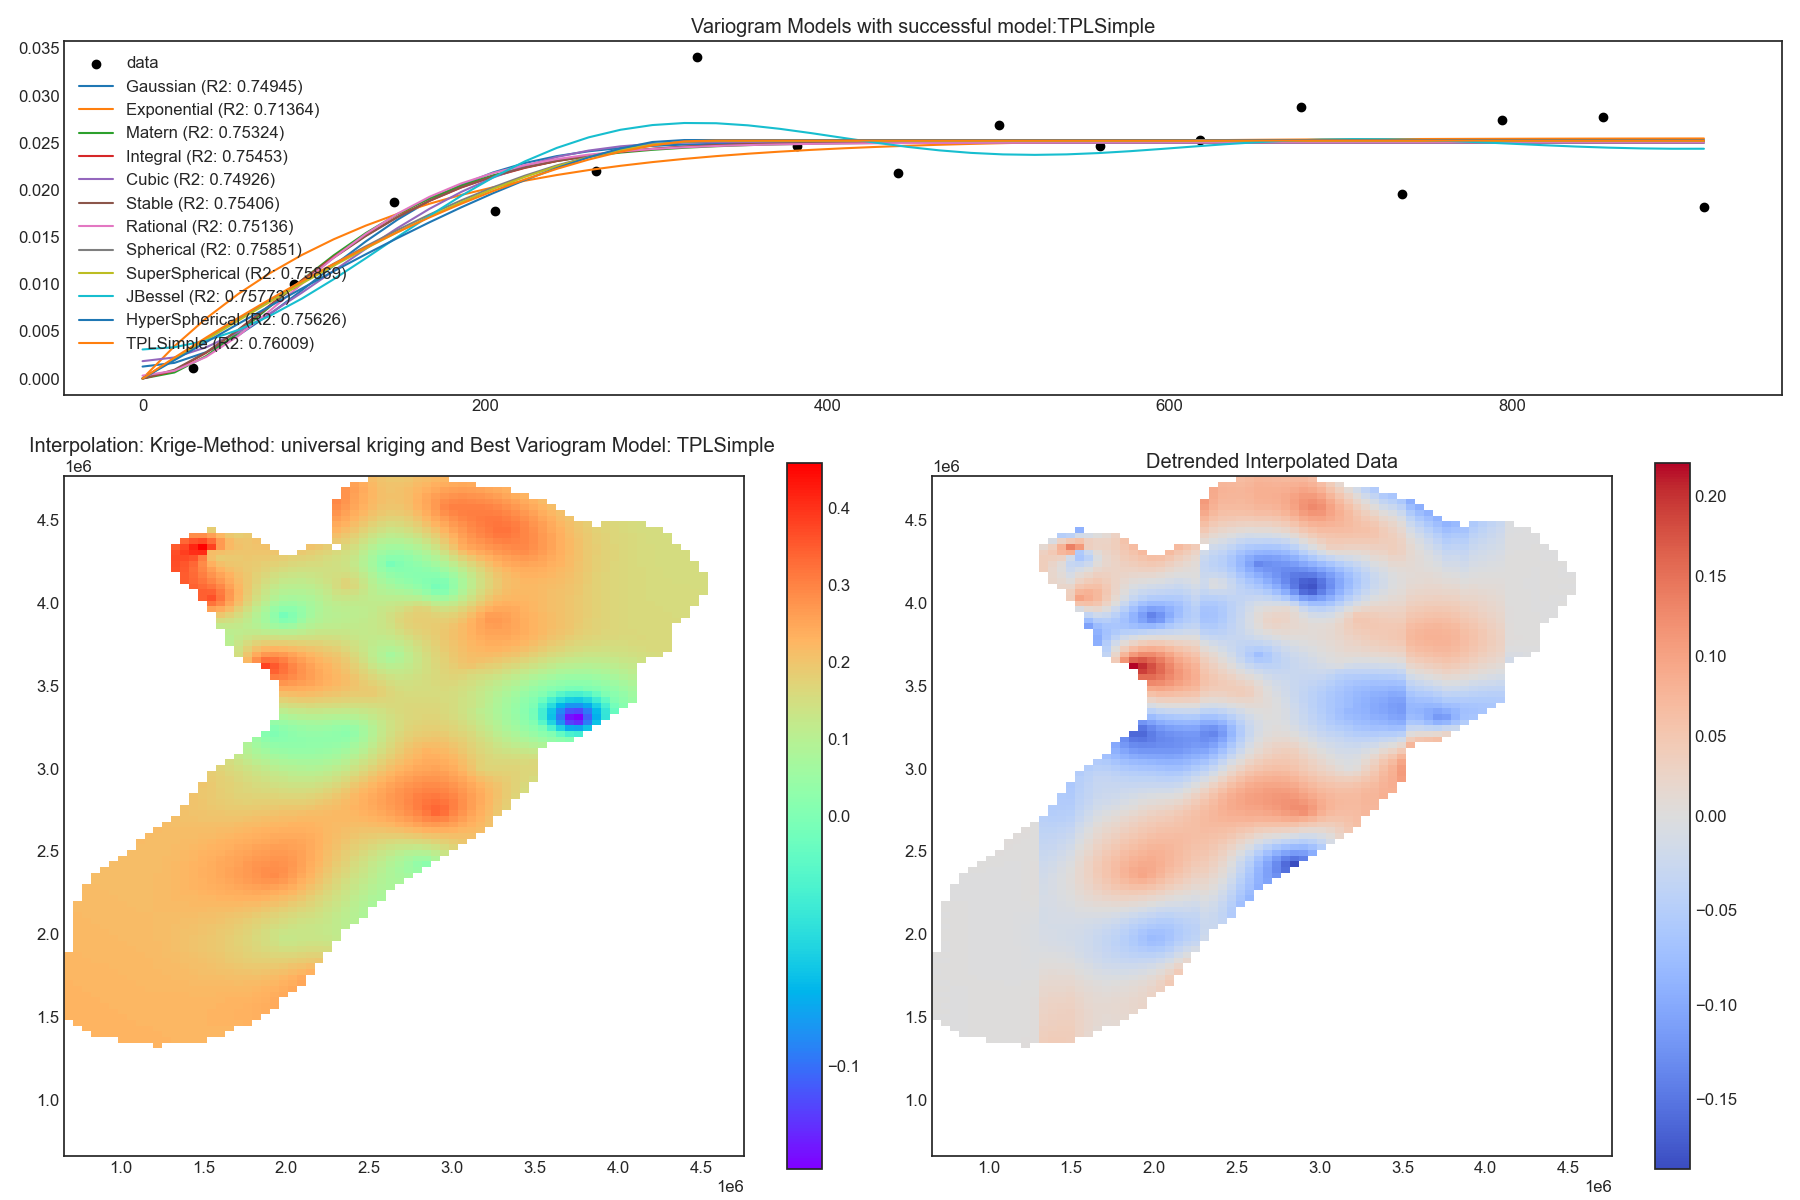 Variogram Models with successful model:TPLSimple
0.035
0.030
0.025
0.020
0.015
0.010
0.005
0.000
data
Gaussian (R2: 0.74945)
Exponential (R2: 0.71364)
Matern (R2: 0.75324)
Integral (R2: 0.75453)
Cubic (R2: 0.74926)
Stable (R2: 0.75406)
Rational (R2: 0.75136)
Spherical (R2: 0.75851)
SuperSpherical (R2: 0.75869)
JBessel (R2: 0.75773)
HyperSpherical (R2: 0.75626)
TPLSimple (R2: 0.76009)
0 200 400 600 800
Interpolation: Krige-Method: universal kriging and Best Variogram Model: TPLSimple
1e6
4.5
4.0
3.5
3.0
2.5
2.0
1.5
1.0
1.0 1.5 2.0 2.5 3.0 3.5 4.0 4.5
1e6
0.4
0.3
0.2
0.1
0.0
−0.1
Detrended Interpolated Data
1e6
4.5
4.0
3.5
3.0
2.5
2.0
1.5
1.0
1.0 1.5 2.0 2.5 3.0 3.5 4.0 4.5
1e6
0.20
0.15
0.10
0.05
0.00
−0.05
−0.10
−0.15